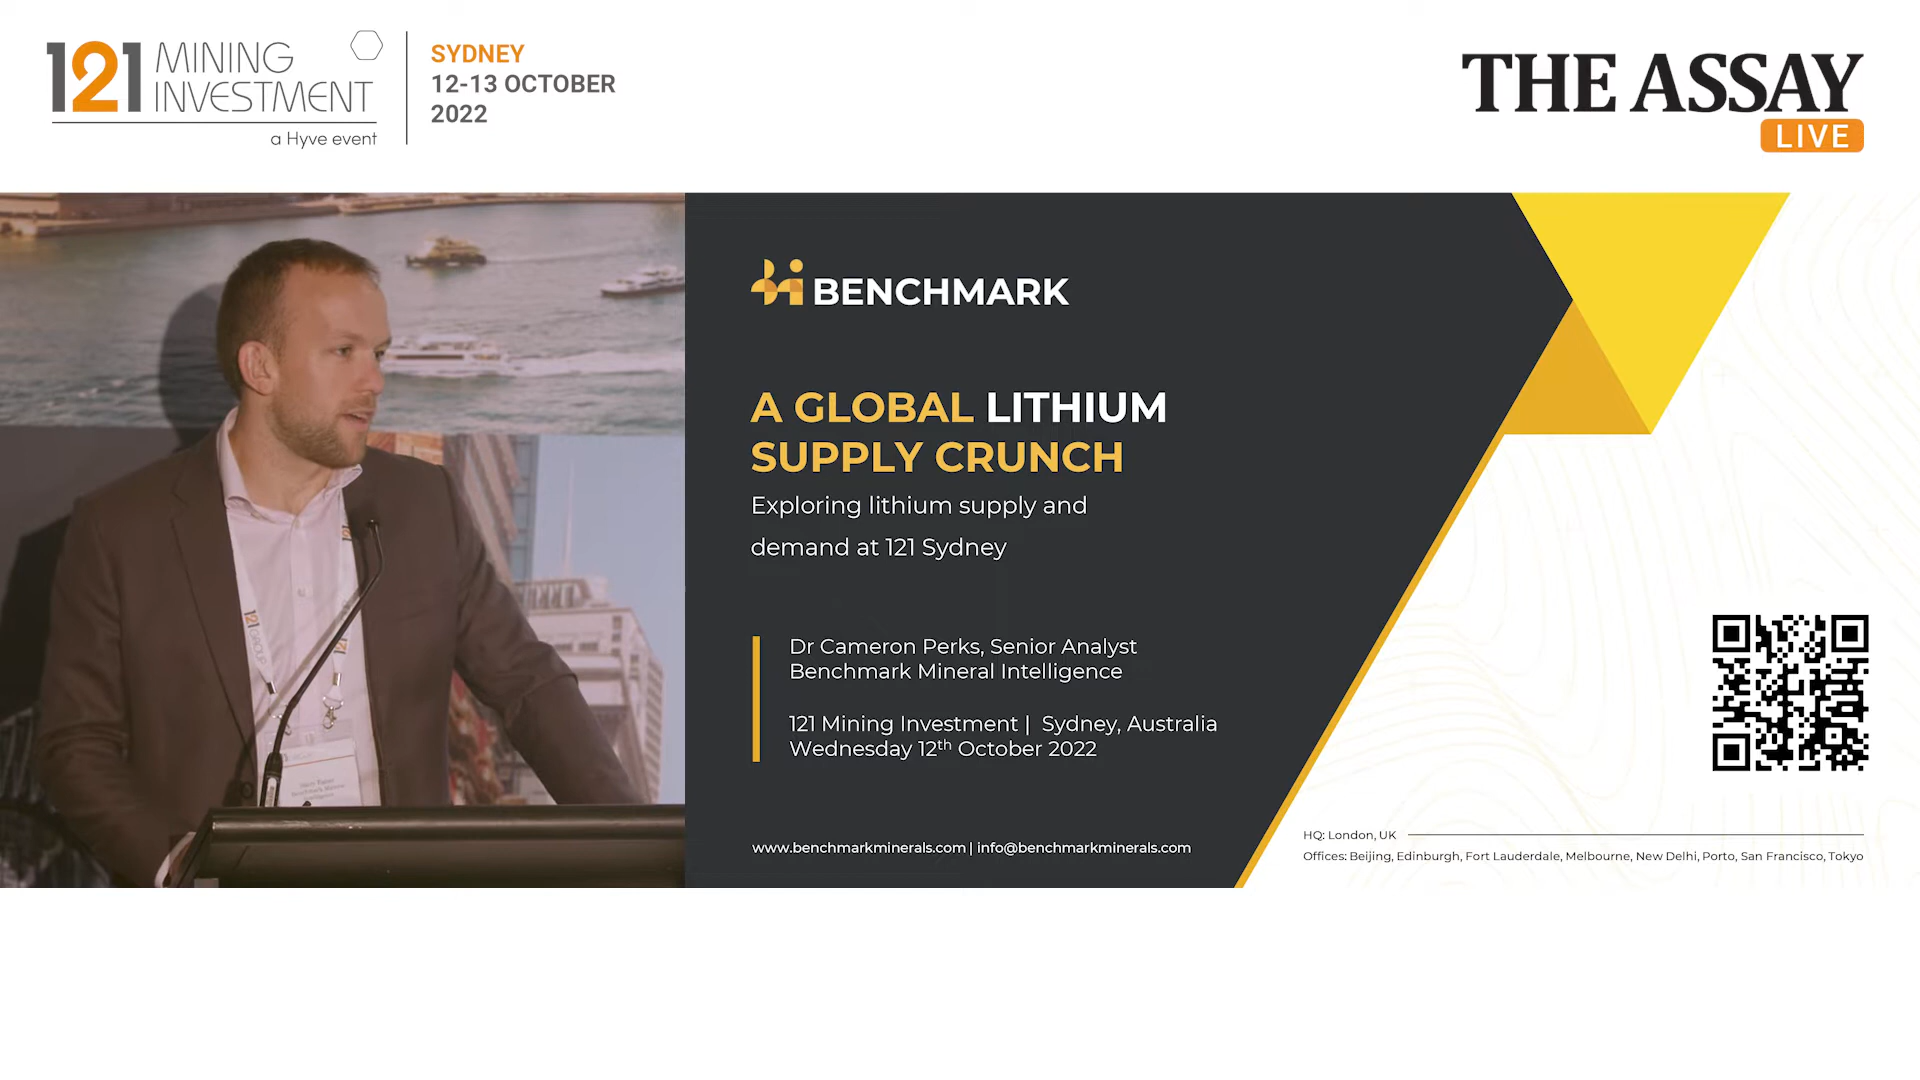 121 MINING
INVESTMENT
a Hyve event
SYDNEY
12-13 OCTOBER
2022
THE ASSAY
LIVE
BENCHMARK
A GLOBAL LITHIUM
SUPPLY CRUNCH
Exploring lithium supply and
demand at 121 Sydney
Dr Cameron Perks, Senior Analyst
Benchmark Mineral Intelligence
121 Mining Investment | Sydney, Australia
Wednesday 12th October 2022
www.benchmarkminerals.com | info@benchmarkminerals.com
HQ: London, UK
Offices: Beijing, Edinburgh, Fort Lauderdale, Melbourne, New Delhi, Porto, San Francisco, Tokyo
121 GROUP
121